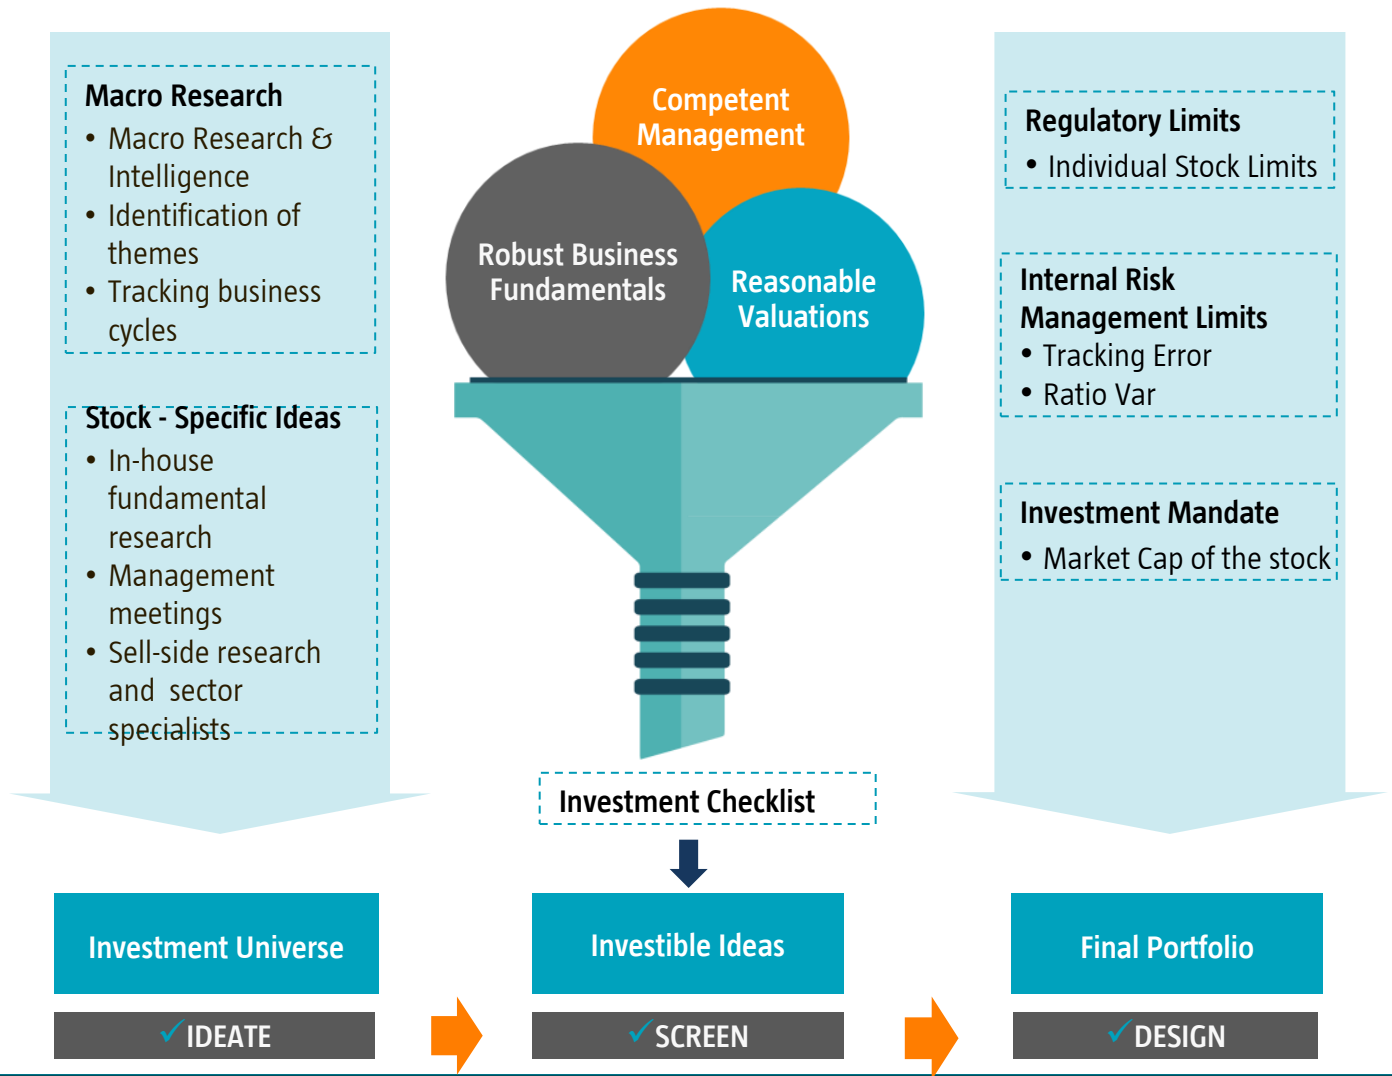 Macro Research
• Macro Research &
Intelligence
• Identification of
themes
• Tracking business
cycles
Stock - Specific Ideas
• In-house
fundamental
research
• Management
meetings
• Sell-side research
and sector
specialists
Competent
Management
Robust Business
Fundamentals
Reasonable
Valuations
Investment Checklist
Regulatory Limits
• Individual Stock Limits
Internal Risk
Management Limits
• Tracking Error
• Ratio Var
Investment Mandate
• Market Cap of the stock
Investment Universe
Investible Ideas
Final Portfolio
✓IDEATE
✓SCREEN
✓DESIGN